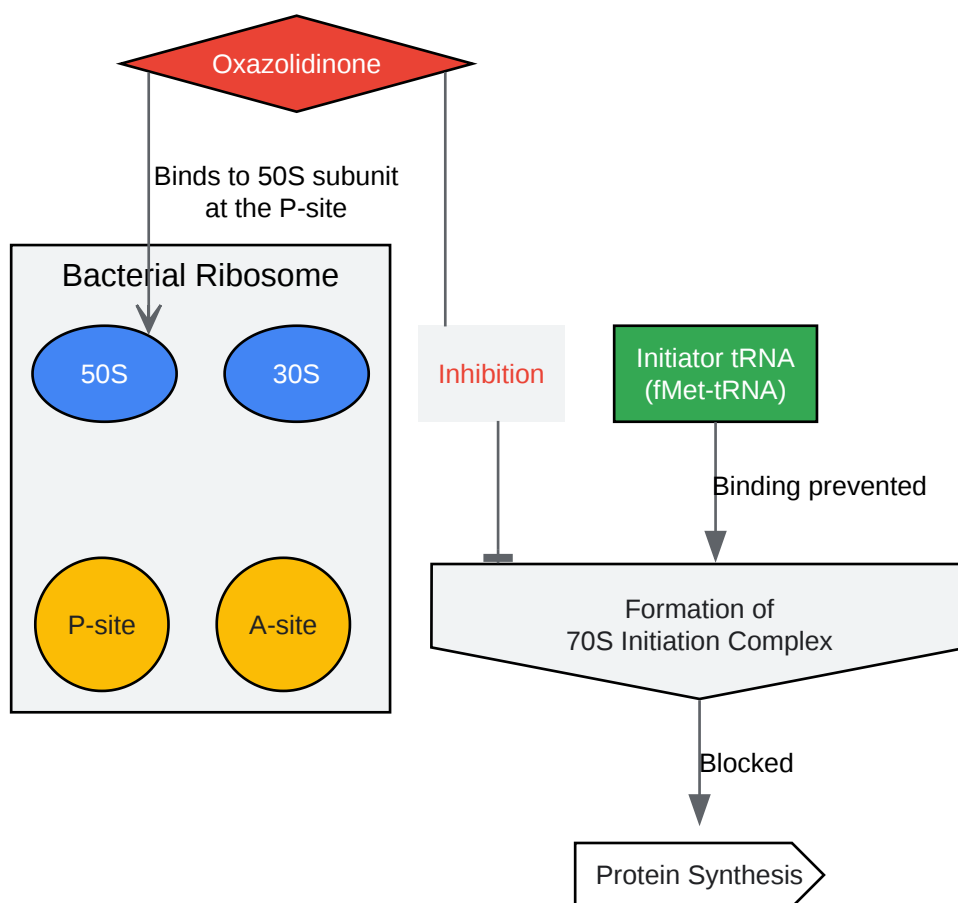 Oxazolidinone
Binds to 50S subunit
at the P-site
Bacterial Ribosome
50S
30S
Inhibition
Initiator tRNA
(fMet-tRNA)
Binding prevented
P-site
A-site
Formation of
70S Initiation Complex
Blocked
Protein Synthesis